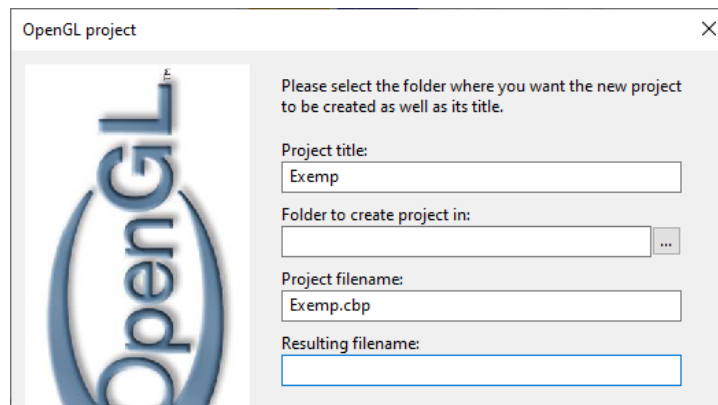 OpenGL project
OpenGL™
Please select the folder where you want the new project
to be created as well as its title.
Project title:
Exemp
Folder to create project in:
...
Project filename:
Exemp.cbp
Resulting filename: